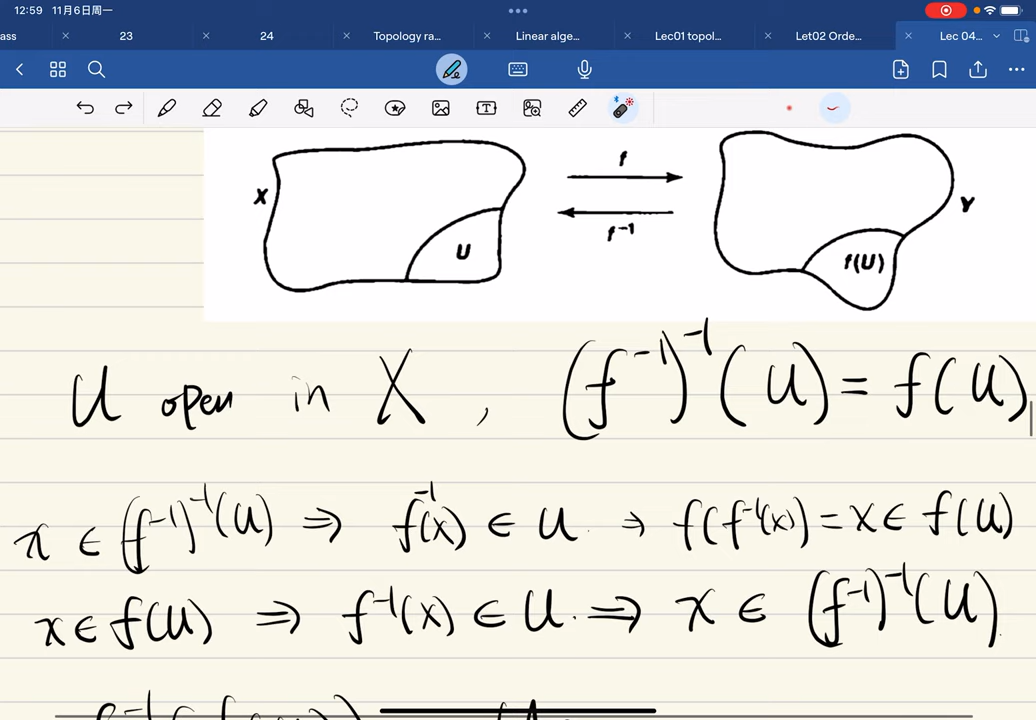 12:59 11月6日周一
ass 23 24 Topology ra... Linear alge... Lec01 topol... Let02 Orde... Lec 04...
X f f⁻¹ Y
U f(U)
U open in X , (f⁻¹)⁻¹(U) = f(U)
x ∈ (f⁻¹)⁻¹(U) ⇒ f⁻¹(x) ∈ U. ⇒ f(f⁻¹(x)) = x ∈ f(U)
x ∈ f(U) ⇒ f⁻¹(x) ∈ U. ⇒ x ∈ (f⁻¹)⁻¹(U).